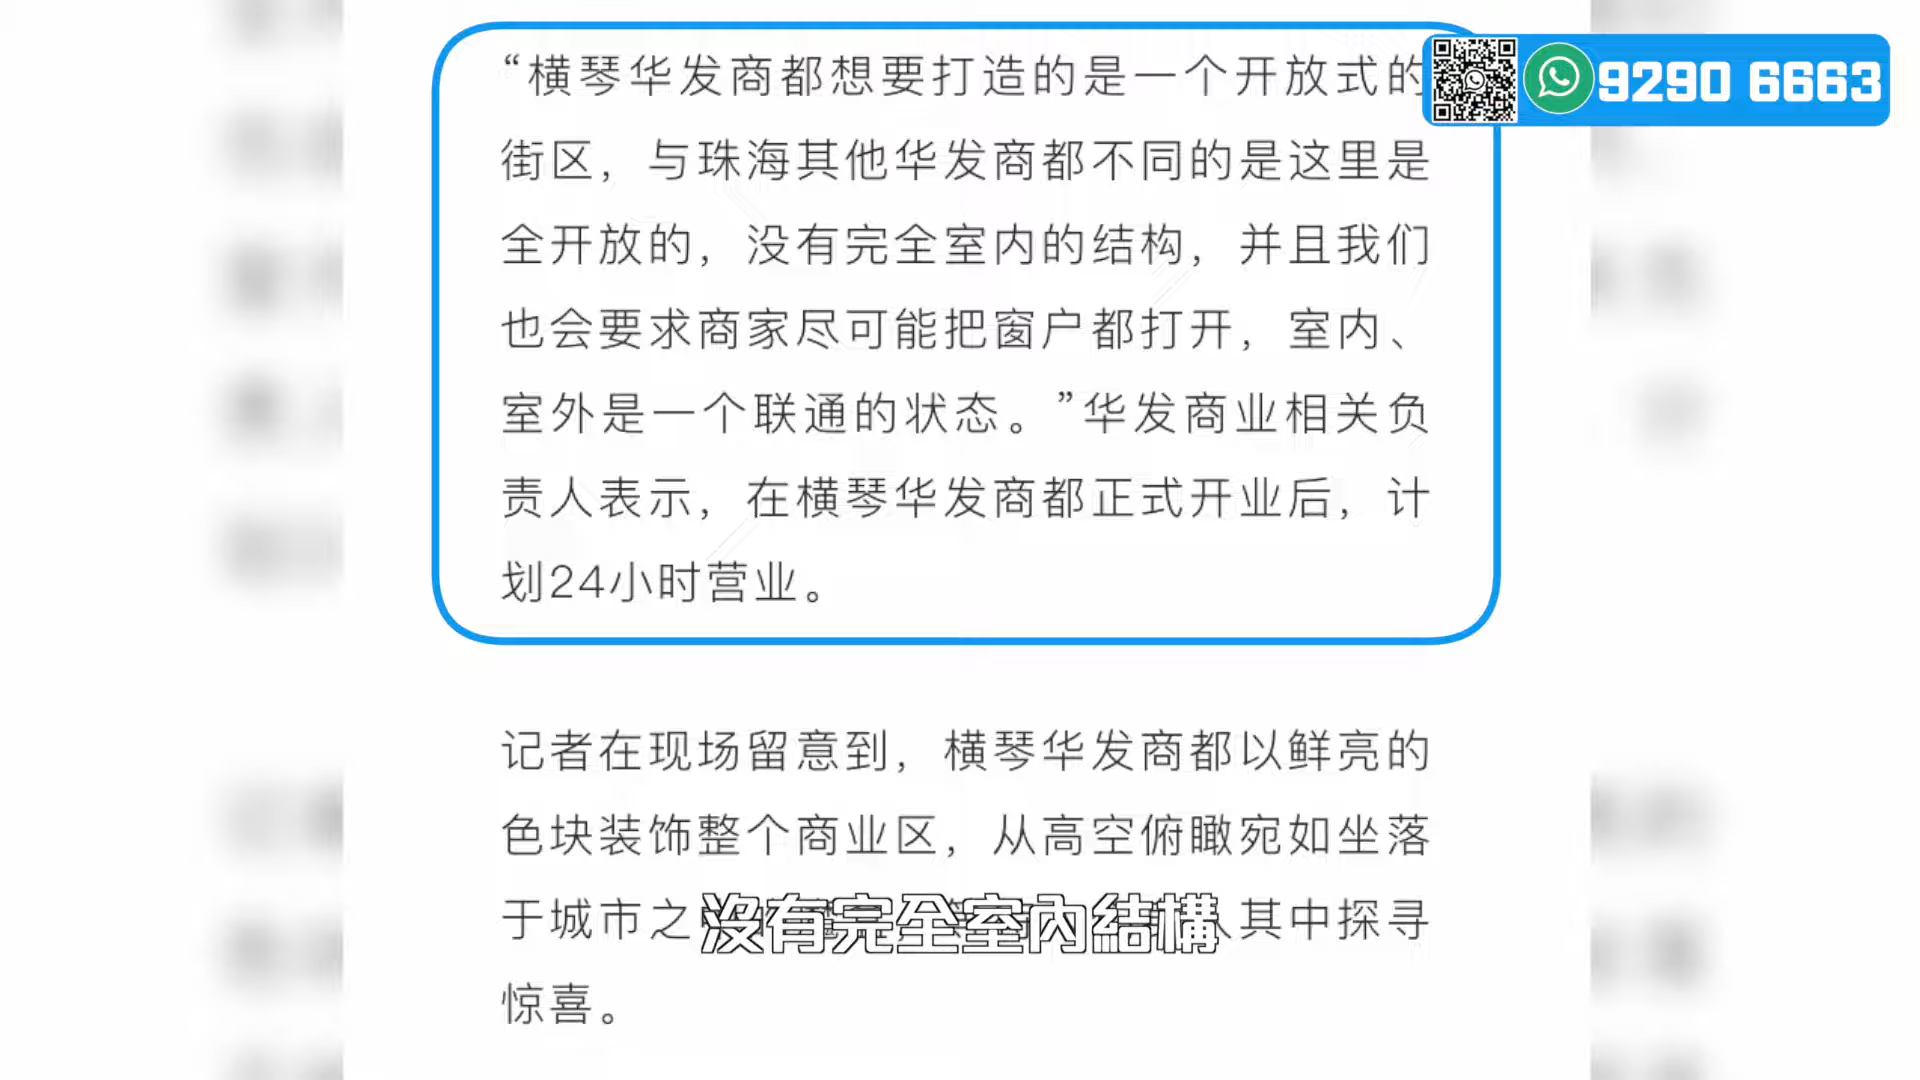 “横琴华发商都想要打造的是一个开放式的
街区，与珠海其他华发商都不同的是这里是
全开放的，没有完全室内的结构，并且我们
也会要求商家尽可能把窗户都打开，室内、
室外是一个联通的状态。”华发商业相关负
责人表示，在横琴华发商都正式开业后，计
划24小时营业。
9290 6663
记者在现场留意到，横琴华发商都以鲜亮的
色块装饰整个商业区，从高空俯瞰宛如坐落
于城市之
其中探寻
惊喜。
沒有完全室內結構